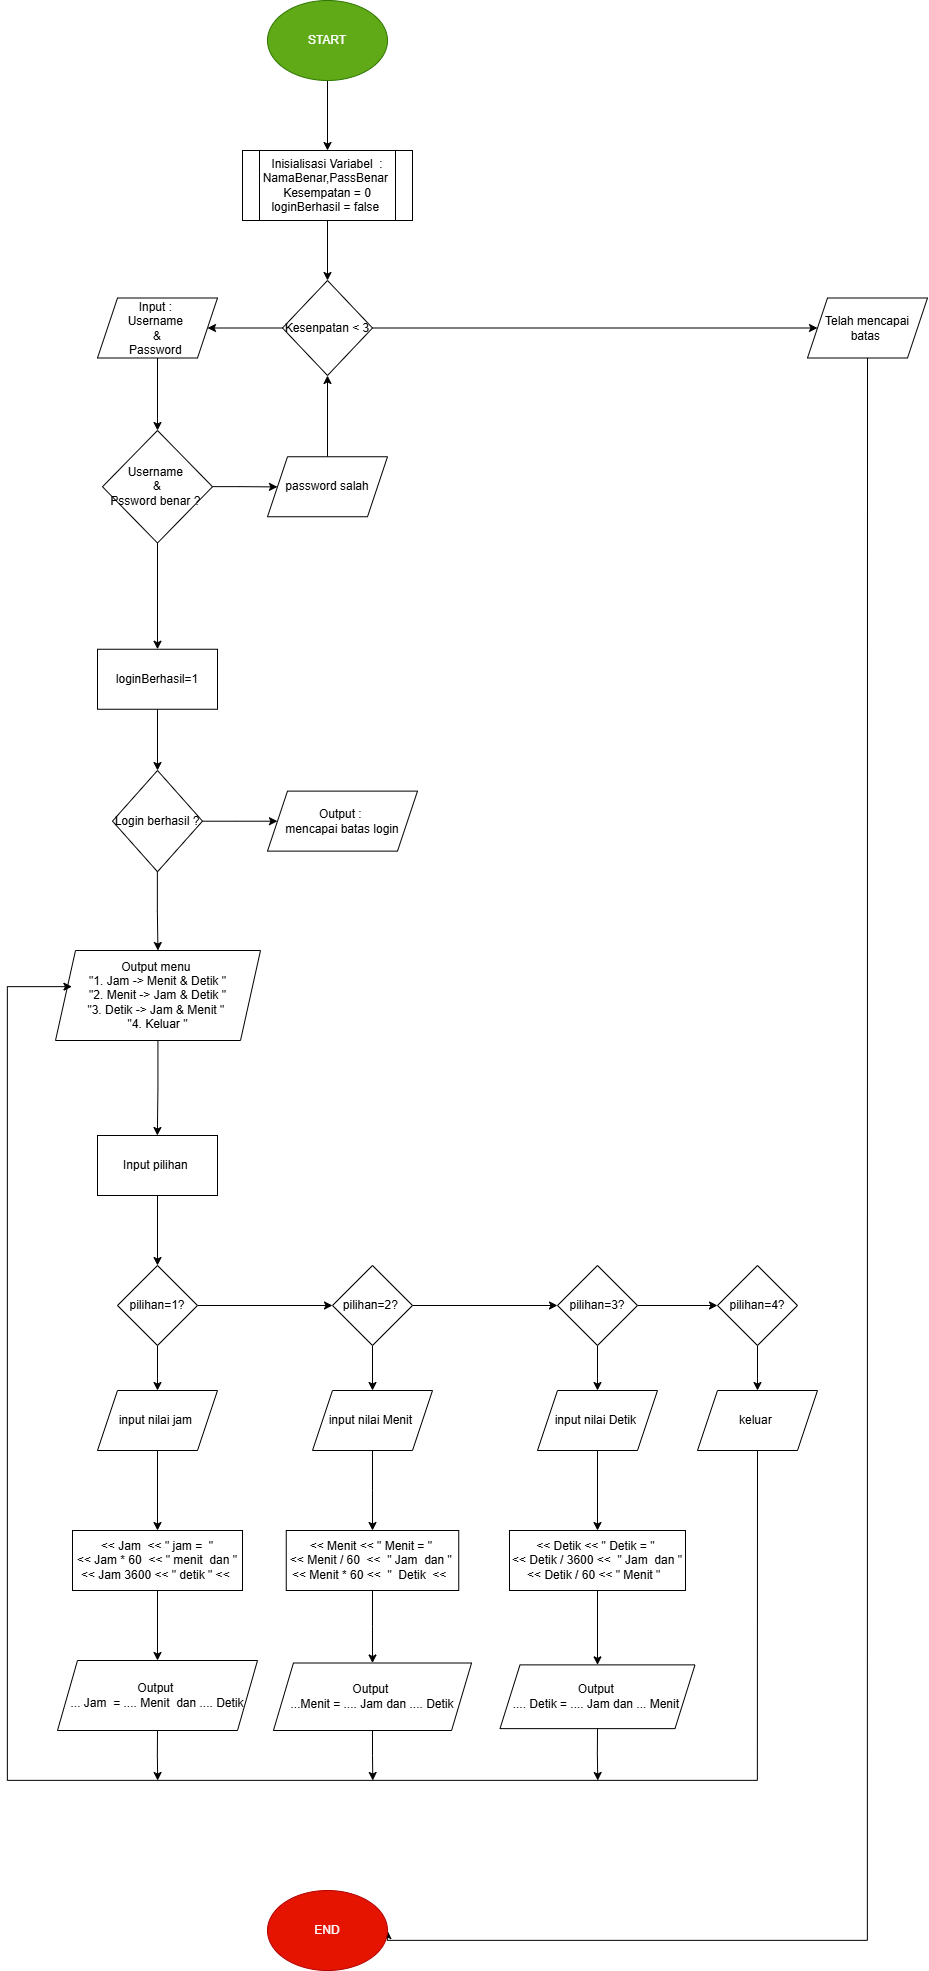 START
Inisialisasi Variabel :
NamaBenar,PassBenar
Kesempatan = 0
loginBerhasil = false
Input :
Username
&
Password
Kesenpatan < 3
Telah mencapai
batas
Username
&
Pssword benar ?
password salah
loginBerhasil=1
Login berhasil ?
Output :
mencapai batas login
Output menu
"1. Jam -> Menit & Detik "
"2. Menit -> Jam & Detik "
"3. Detik -> Jam & Menit "
"4. Keluar "
Input pilihan
pilihan=1?
pilihan=2?
pilihan=3?
pilihan=4?
input nilai jam
input nilai Menit
input nilai Detik
keluar
<< Jam << " jam = "
<< Jam * 60 << " menit dan "
<< Jam 3600 << " detik " <<
<< Menit << " Menit = "
<< Menit / 60 << " Jam dan "
<< Menit * 60 << " Detik <<
<< Detik << " Detik = "
<< Detik / 3600 << " Jam dan "
<< Detik / 60 << " Menit "
Output
... Jam = .... Menit dan .... Detik
Output
...Menit = .... Jam dan .... Detik
Output
.... Detik = .... Jam dan ... Menit
END